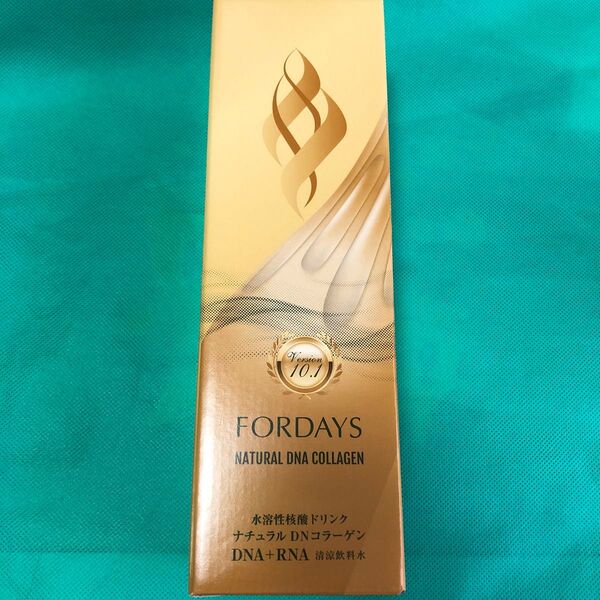 Version
10.1
FORDAYS
NATURAL DNA COLLAGEN
水溶性核酸ドリンク
ナチュラル DNコラーゲン
DNA+RNA 清涼飲料水